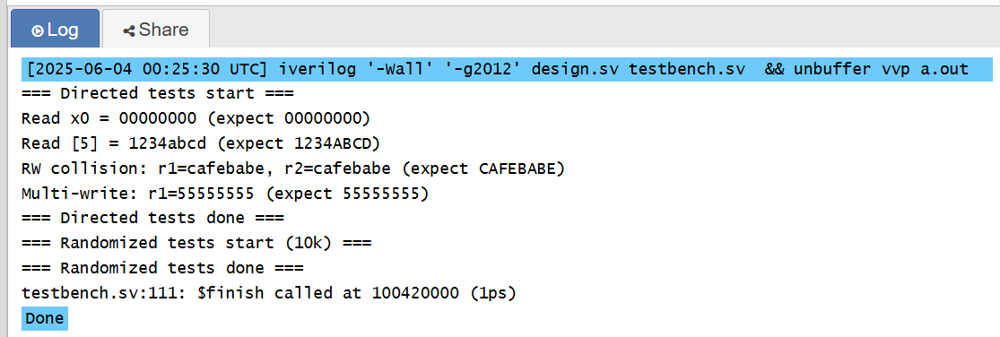 Log Share
[2025-06-04 00:25:30 UTC] iverilog '-Wall' '-g2012' design.sv testbench.sv  && unbuffer vvp a.out
=== Directed tests start ===
Read x0 = 00000000 (expect 00000000)
Read [5] = 1234abcd (expect 1234ABCD)
RW collision: r1=cafebabe, r2=cafebabe (expect CAFEBABE)
Multi-write: r1=55555555 (expect 55555555)
=== Directed tests done ===
=== Randomized tests start (10k) ===
=== Randomized tests done ===
testbench.sv:111: $finish called at 100420000 (1ps)
Done